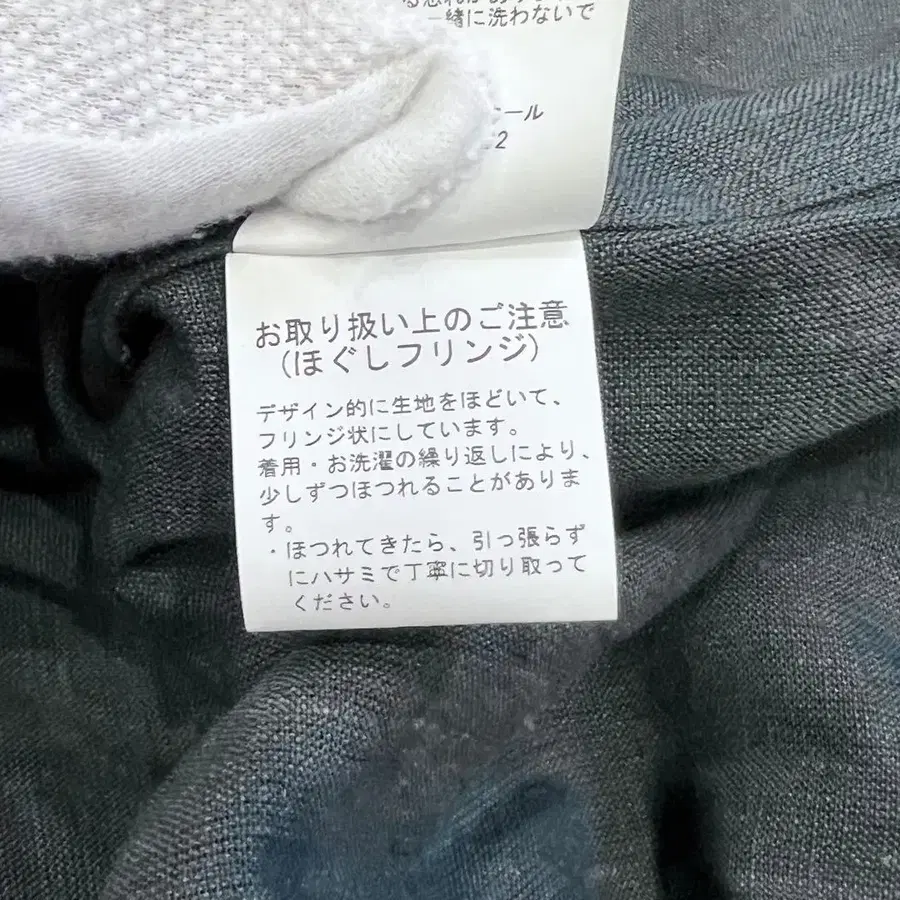 一緒に洗わないで
ール
2
お取り扱い上のご注意
(ほぐしフリンジ)
デザイン的に生地をほどいて、
フリンジ状にしています。
着用・お洗濯の繰り返しにより、
少しずつほつれることがありま
す。
・ほつれてきたら、引っ張らず
にハサミで丁寧に切り取って
ください。